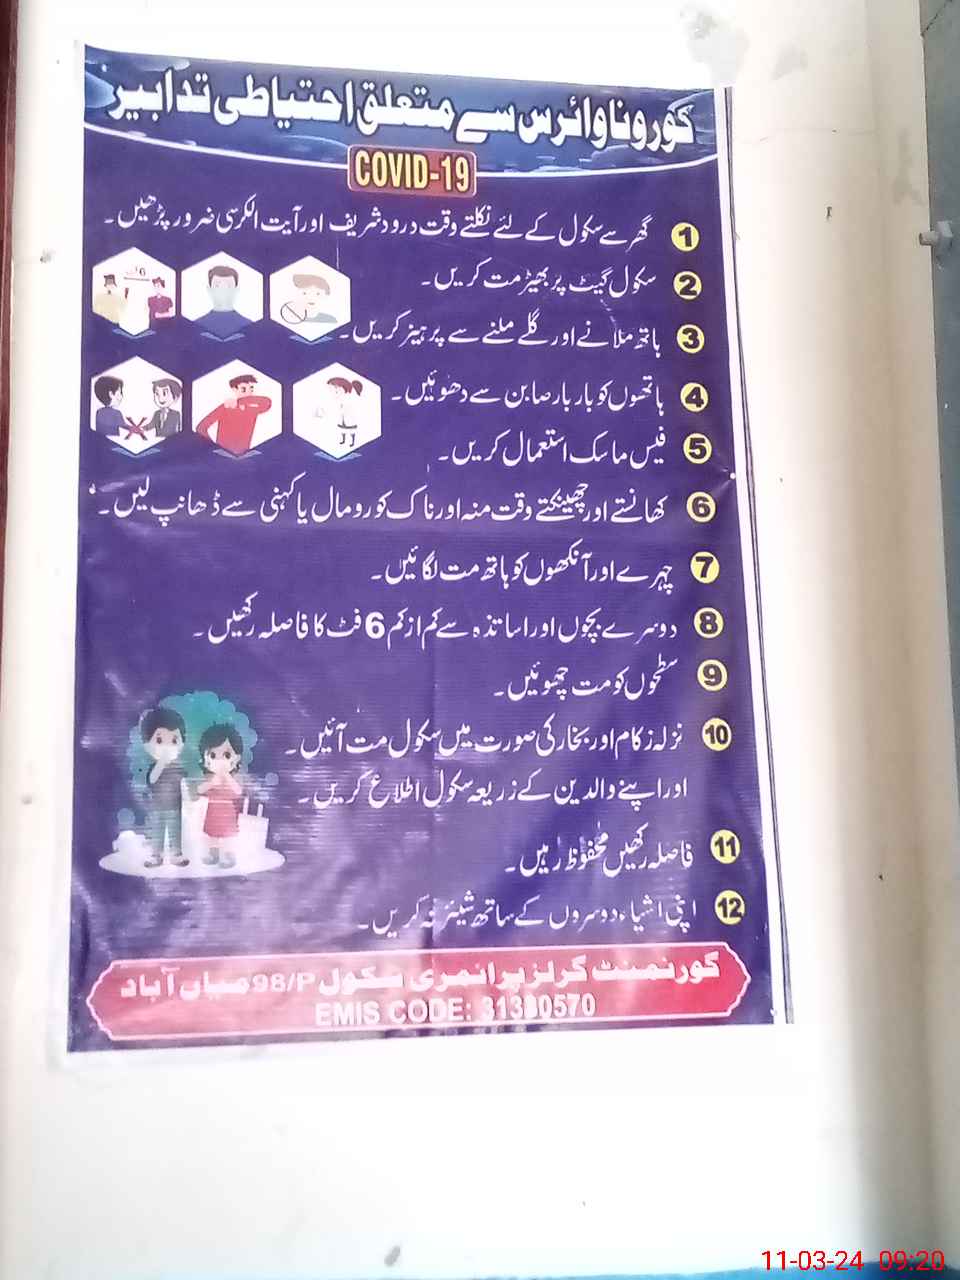 کورونا وائرس سے متعلق احتیاطی تدابیر
COVID-19
1 گھر سے سکول کے لئے نکلتے وقت درود شریف اور آیت الکرسی ضرور پڑھیں۔
2 سکول گیٹ پر بھیڑ مت کریں۔
3 ہاتھ ملانے اور گلے ملنے سے پرہیز کریں۔
4 ہاتھوں کو بار بار صابن سے دھوئیں۔
5 فیس ماسک استعمال کریں۔
6 کھانستے اور چھینکتے وقت منہ اور ناک کو رومال یا کہنی سے ڈھانپ لیں۔
7 چہرے اور آنکھوں کو ہاتھ مت لگائیں۔
8 دوسرے بچوں اور اساتذہ سے کم از کم 6 فٹ کا فاصلہ رکھیں۔
9 سطحوں کو مت چھوئیں۔
10 نزلہ زکام اور بخار کی صورت میں سکول مت آئیں۔
اور اپنے والدین کے زریعہ سکول اطلاع کریں۔
11 فاصلہ رکھیں محفوظ رہیں۔
12 اپنی اشیاء دوسروں کے ساتھ شیئر نہ کریں۔
گورنمنٹ گرلز پرائمری سکول 98/P میاں آباد
EMIS CODE: 31330570
11-03-24 09:20